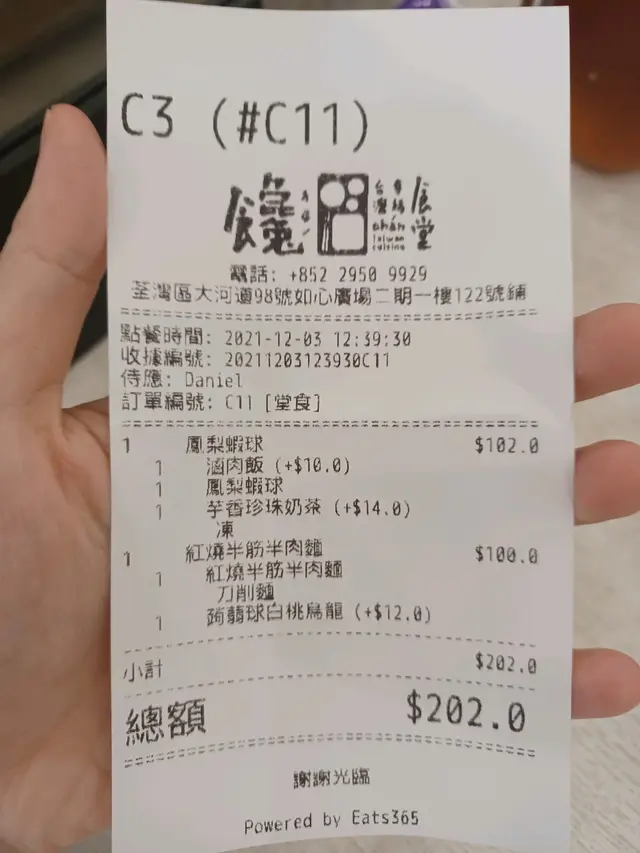 C3 (#C11)
饞
食堂
台灣
chán
taiwan
cuisine
電話: +852 2950 9929
荃灣區大河道98號如心廣場二期一樓122號鋪
點餐時間: 2021-12-03 12:39:30
收據編號: 20211203123930C11
侍應: Daniel
訂單編號: C11 [堂食]
1 鳳梨蝦球 $102.0
1 滷肉飯 (+$10.0)
1 鳳梨蝦球
1 芋香珍珠奶茶 (+$14.0)
凍
1 紅燒半筋半肉麵 $100.0
1 紅燒半筋半肉麵
刀削麵
1 蒟蒻球白桃烏龍 (+$12.0)
小計 $202.0
總額 $202.0
謝謝光臨
Powered by Eats365